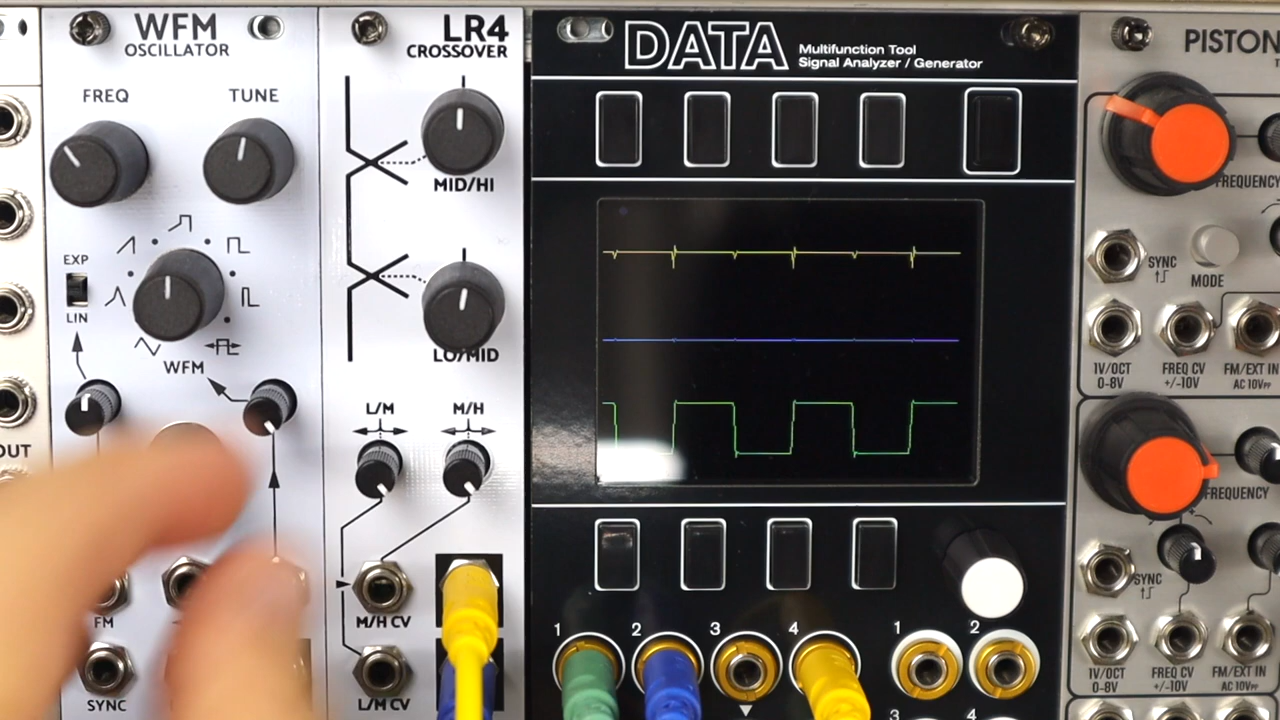 WFM
OSCILLATOR
FREQ
TUNE
EXP
LIN
WFM
FM
SYNC
OUT
LR4
CROSSOVER
MID/HI
LO/MID
L/M
M/H
M/H CV
L/M CV
DATA
Multifunction Tool
Signal Analyzer / Generator
1
2
3
4
1
2
3
4
PISTON
FREQUENCY
SYNC
MODE
1V/OCT
0-8V
FREQ CV
+/-10V
FM/EXT IN
AC 10Vpp
FREQUENCY
SYNC
1V/OCT
0-8V
FREQ CV
+/-10V
FM/EXT IN
AC 10Vpp